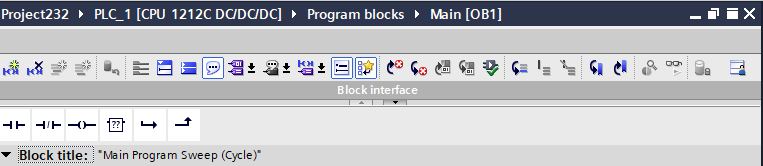 Project232 ▸ PLC_1 [CPU 1212C DC/DC/DC] ▸ Program blocks ▸ Main [OB1]
Block interface
??
Block title: "Main Program Sweep (Cycle)"